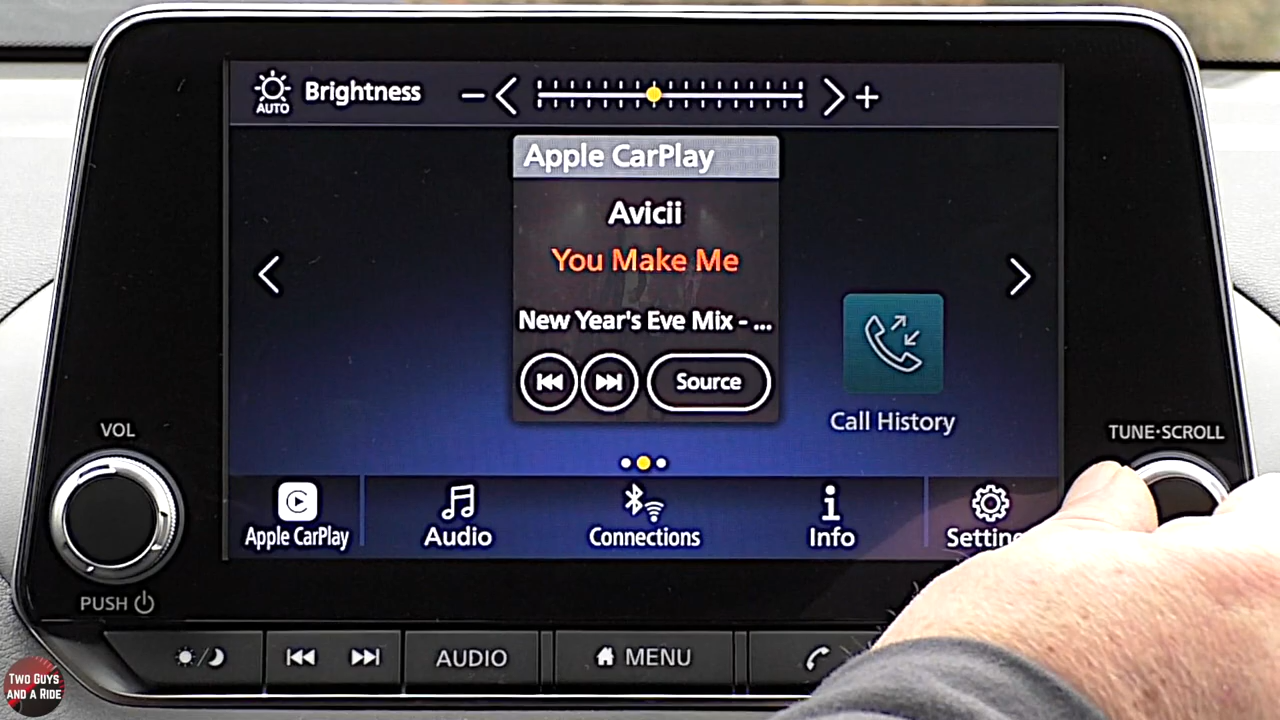 AUTO
Brightness
Apple CarPlay
Avicii
You Make Me
New Year's Eve Mix - ...
Source
Call History
VOL
TUNE·SCROLL
Apple CarPlay
Audio
Connections
Info
Setting
PUSH
AUDIO
MENU
TWO GUYS
AND A RIDE